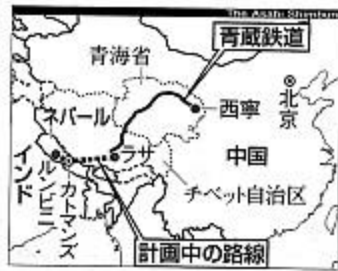 The Asahi Shimbun
青蔵鉄道
青海省
北京
西寧
ネパール
ラサ
中国
インド
ルンビニ
カトマンズ
チベット自治区
計画中の路線